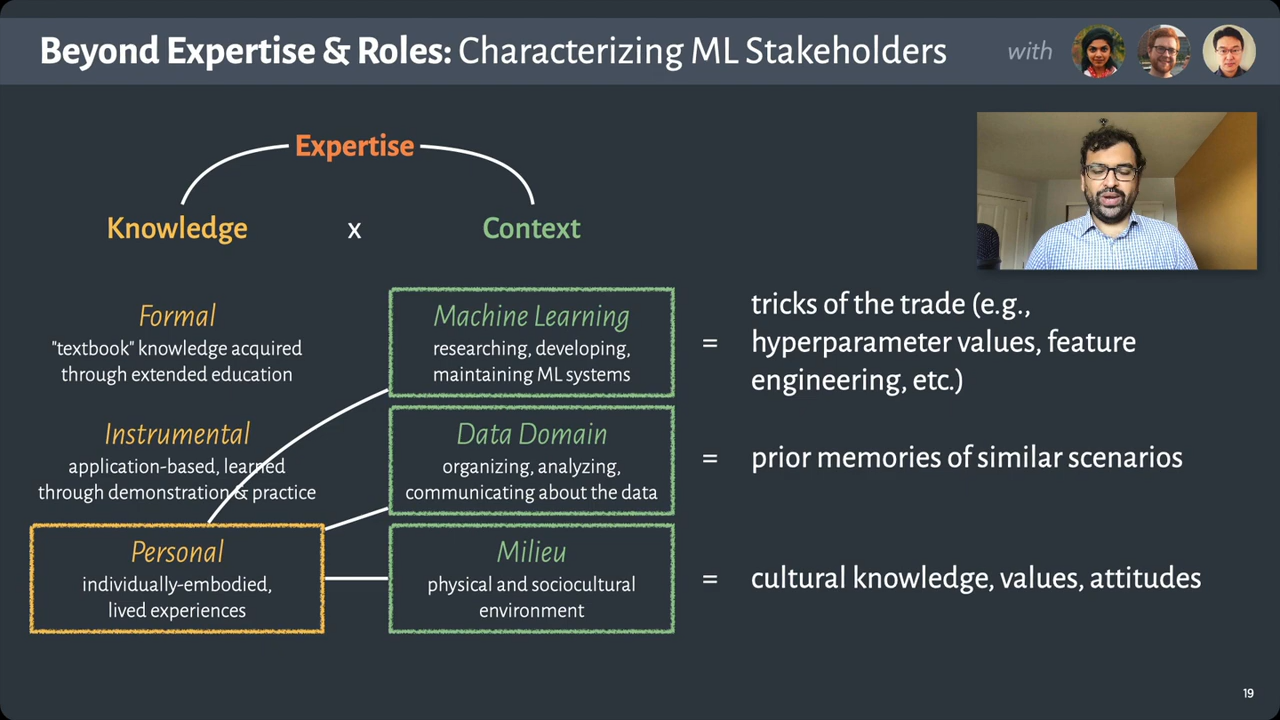 Beyond Expertise & Roles: Characterizing ML Stakeholders
with
Expertise
Knowledge
x
Context
Formal
"textbook" knowledge acquired
through extended education
Instrumental
application-based, learned
through demonstration & practice
Personal
individually-embodied,
lived experiences
Machine Learning
researching, developing,
maintaining ML systems
Data Domain
organizing, analyzing,
communicating about the data
Milieu
physical and sociocultural
environment
=
tricks of the trade (e.g.,
hyperparameter values, feature
engineering, etc.)
=
prior memories of similar scenarios
=
cultural knowledge, values, attitudes
19